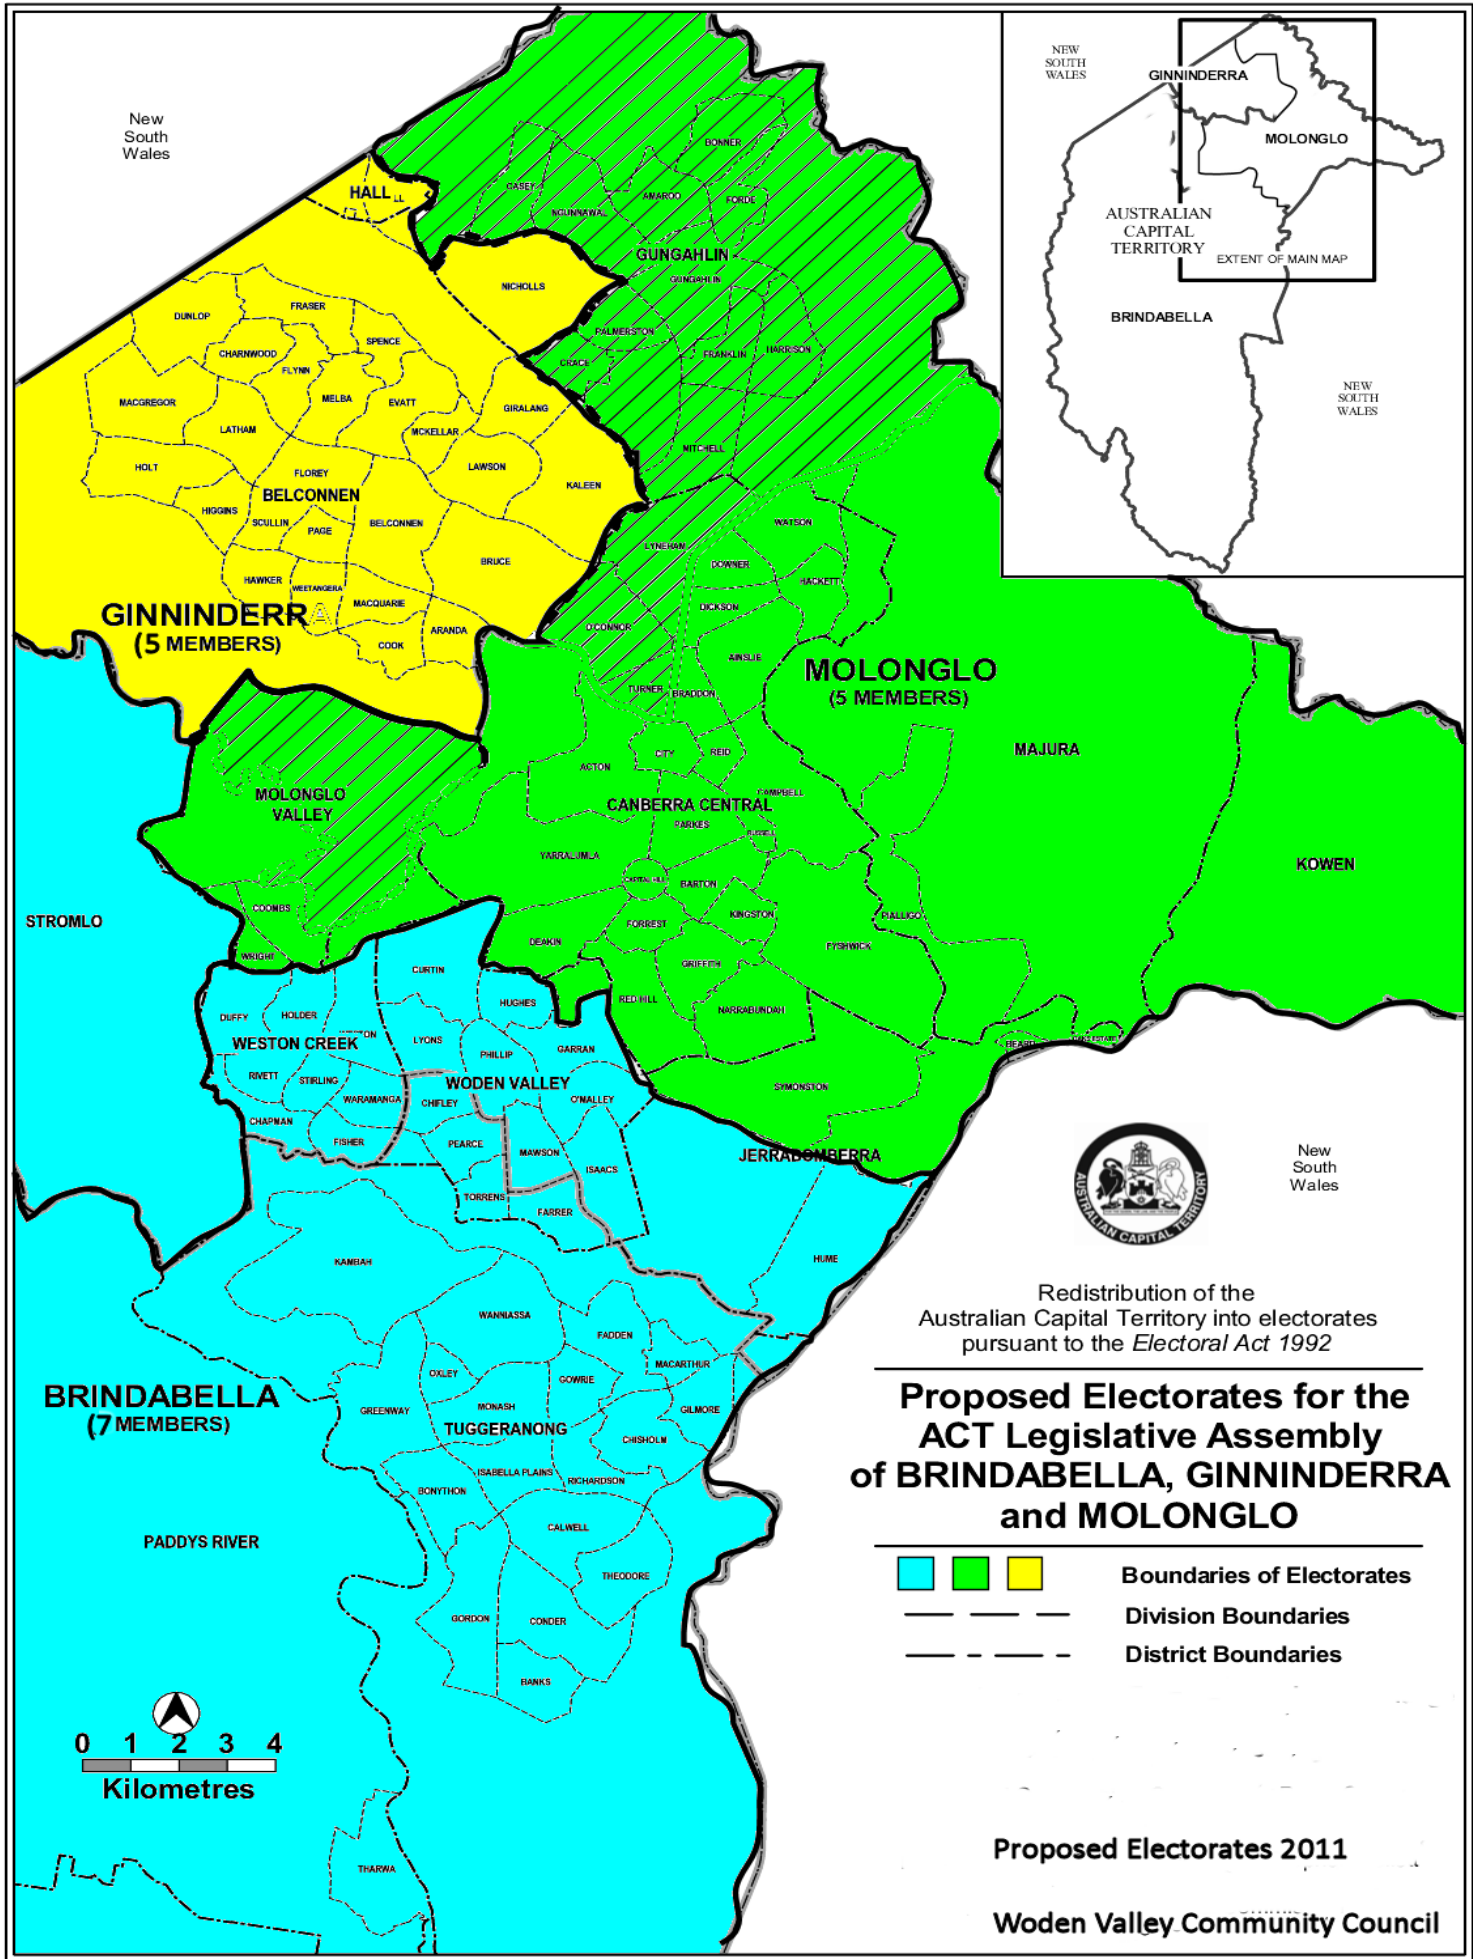 New
South
Wales
NEW
SOUTH
WALES
GINNINDERRA
MOLONGLO
AUSTRALIAN
CAPITAL
TERRITORY
EXTENT OF MAIN MAP
BRINDABELLA
NEW
SOUTH
WALES
BONNER
CASEY
HALL
AMAROO
FORDE
NGUNNAWAL
GUNGAHLIN
GUNGAHLIN
NICHOLLS
DUNLOP
FRASER
SPENCE
PALMERSTON
CHARNWOOD
FLYNN
CRACE
FRANKLIN
HARRISON
MACGREGOR
MELBA
EVATT
GIRALANG
LATHAM
MCKELLAR
MITCHELL
HOLT
FLOREY
LAWSON
KALEEN
BELCONNEN
HIGGINS
SCULLIN
PAGE
BELCONNEN
WATSON
LYNEHAM
DOWNER
BRUCE
HAWKER
WEETANGERA
HACKETT
MACQUARIE
DICKSON
GINNINDERRA
(5 MEMBERS)
ARANDA
COOK
O'CONNOR
AINSLIE
MOLONGLO
(5 MEMBERS)
TURNER
BRADDON
CITY
REID
MAJURA
ACTON
MOLONGLO
VALLEY
CAMPBELL
CANBERRA CENTRAL
PARKES
RUSSELL
YARRALUMLA
KOWEN
CAPITAL HILL
BARTON
COOMBS
STROMLO
KINGSTON
PIALLIGO
FORREST
DEAKIN
FYSHWICK
WRIGHT
GRIFFITH
CURTIN
HUGHES
RED HILL
NARRABUNDAH
DUFFY
HOLDER
WESTON CREEK
LYONS
BEARD
OAKS ESTATE
PHILLIP
GARRAN
RIVETT
STIRLING
WODEN VALLEY
SYMONSTON
WARAMANGA
CHIFLEY
O'MALLEY
CHAPMAN
FISHER
PEARCE
MAWSON
JERRABOMBERRA
ISAACS
TORRENS
FARRER
AUSTRALIAN CAPITAL TERRITORY
New
South
Wales
KAMBAH
HUME
WANNIASSA
FADDEN
MACARTHUR
OXLEY
GOWRIE
BRINDABELLA
(7 MEMBERS)
GREENWAY
MONASH
GILMORE
TUGGERANONG
CHISHOLM
ISABELLA PLAINS
RICHARDSON
BONYTHON
CALWELL
PADDYS RIVER
THEODORE
GORDON
CONDER
BANKS
THARWA
0 1 2 3 4
Kilometres
Redistribution of the
Australian Capital Territory into electorates
pursuant to the Electoral Act 1992
Proposed Electorates for the
ACT Legislative Assembly
of BRINDABELLA, GINNINDERRA
and MOLONGLO
Boundaries of Electorates
Division Boundaries
District Boundaries
Proposed Electorates 2011
Woden Valley Community Council